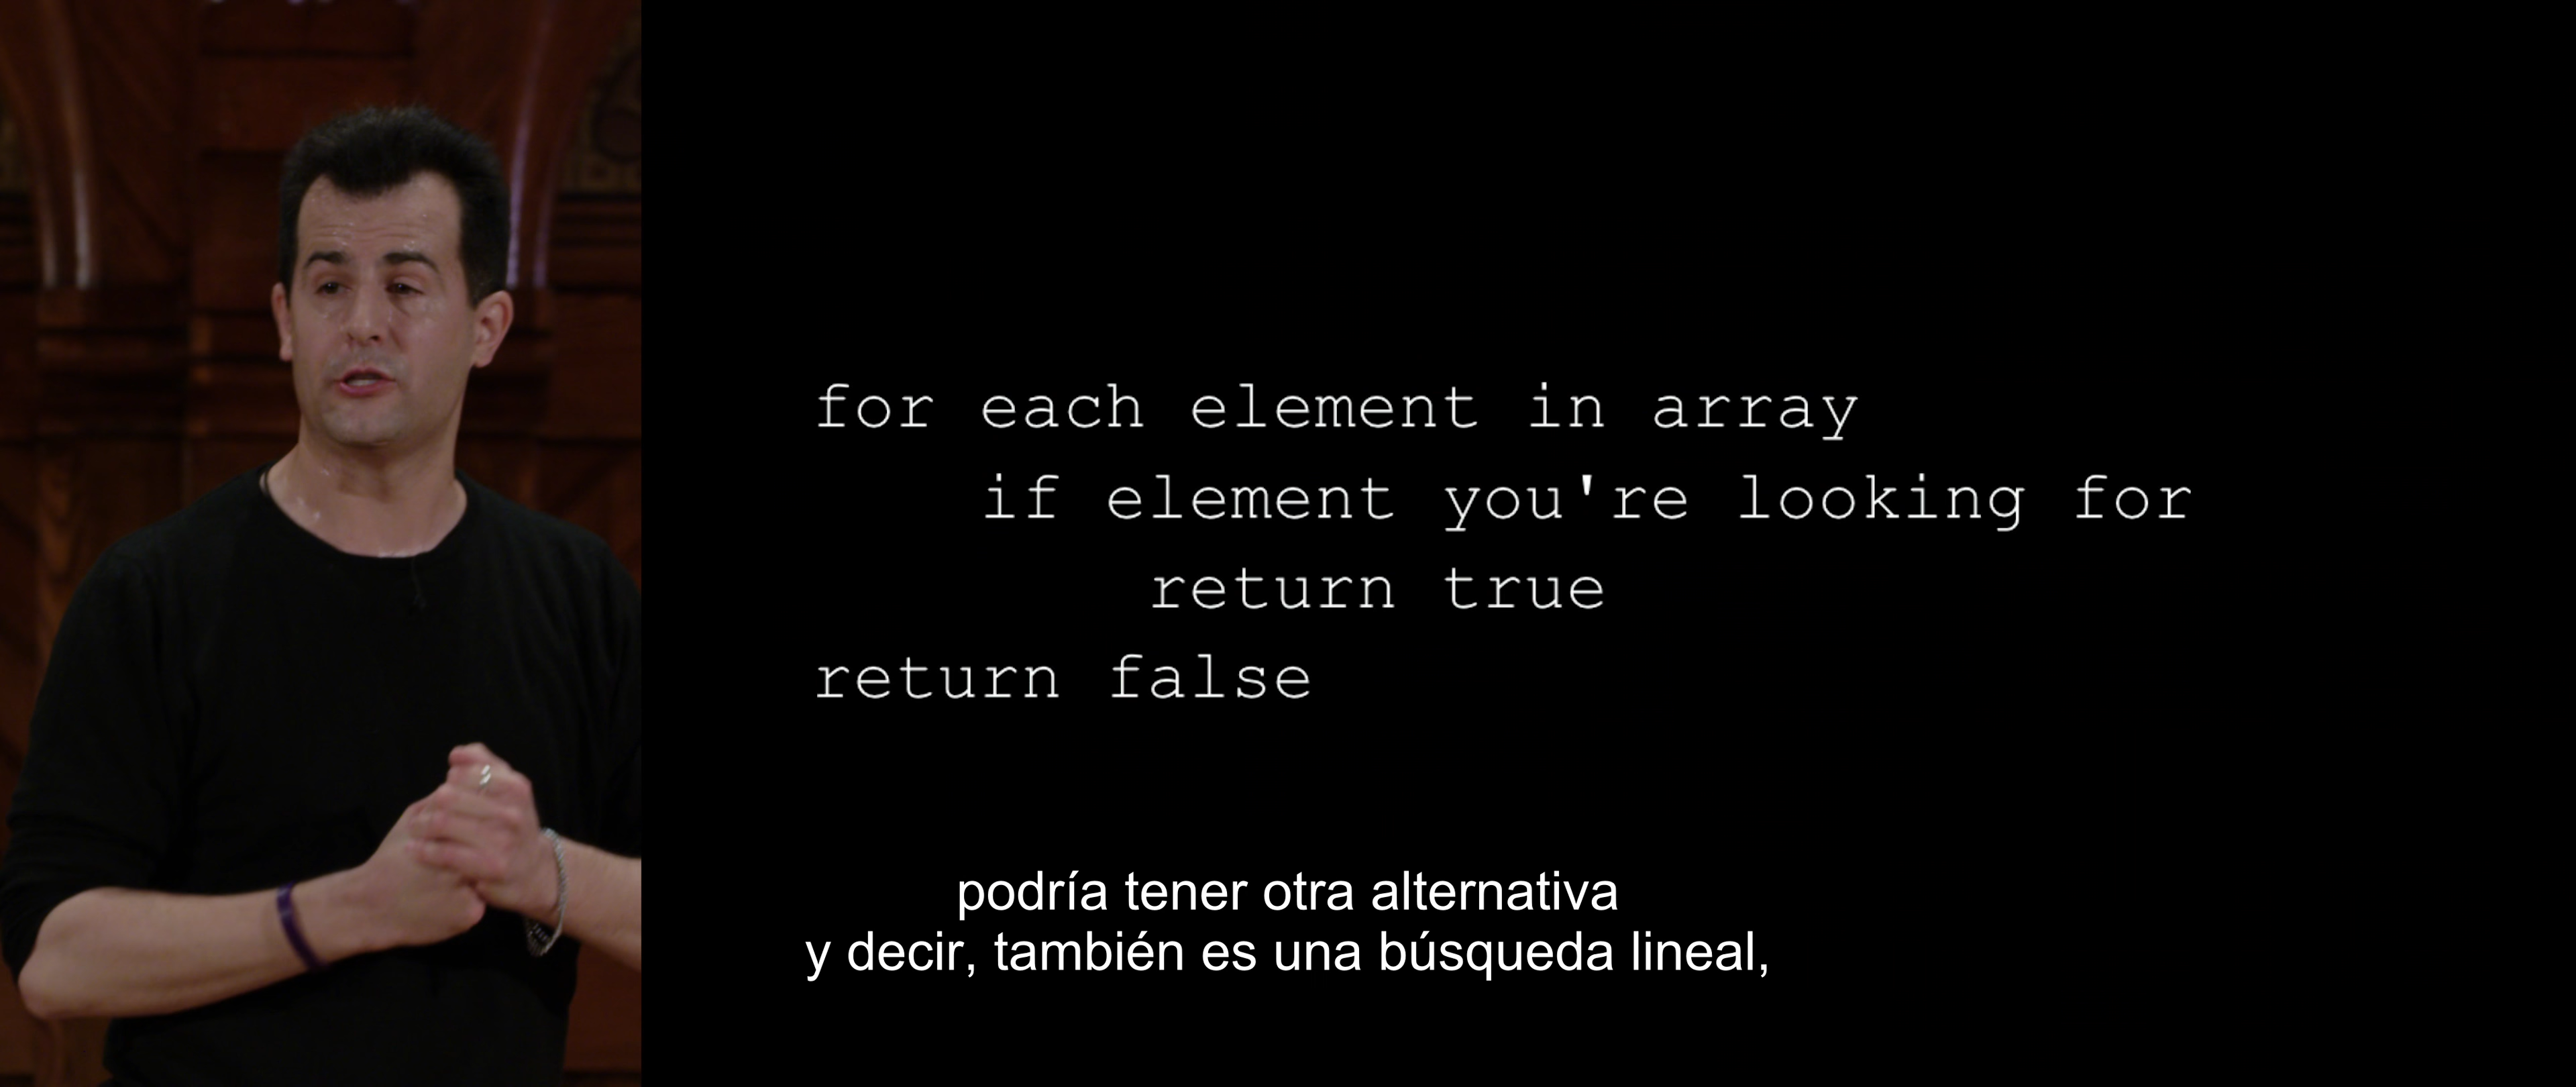 for each element in array
if element you're looking for
return true
return false
podría tener otra alternativa
y decir, también es una búsqueda lineal,